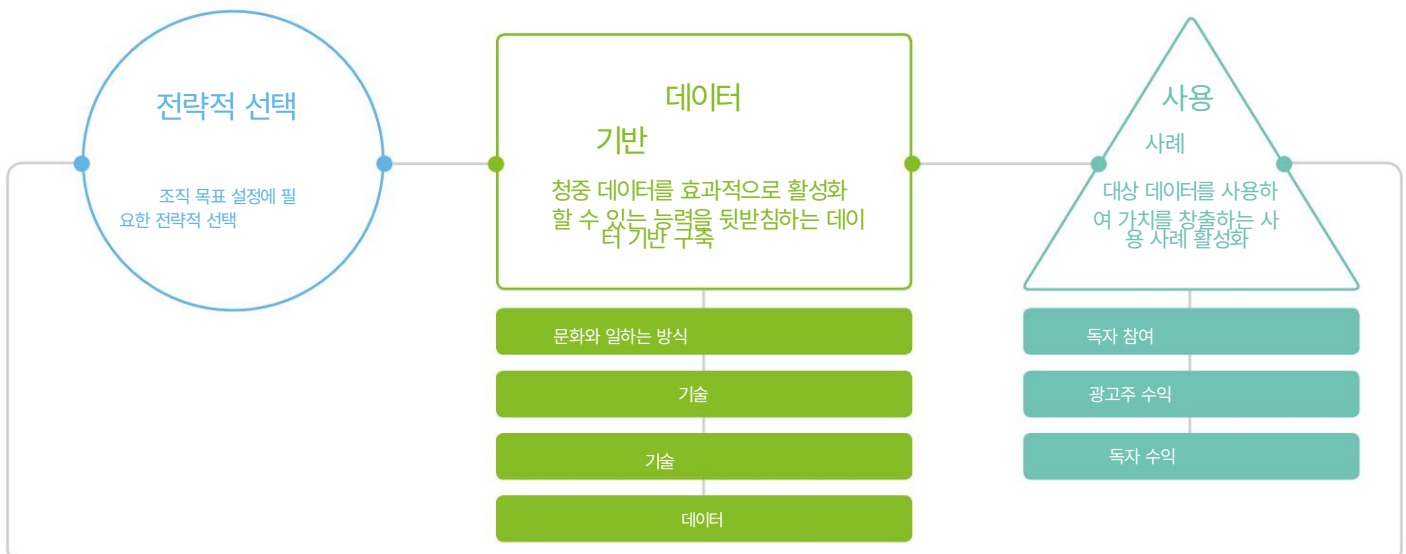 전략적 선택
조직 목표 설정에 필
요한 전략적 선택
데이터
기반
청중 데이터를 효과적으로 활성화
할 수 있는 능력을 뒷받침하는 데이
터 기반 구축
문화와 일하는 방식
기술
기술
데이터
사용
사례
대상 데이터를 사용하
여 가치를 창출하는 사
용 사례 활성화
독자 참여
광고주 수익
독자 수익